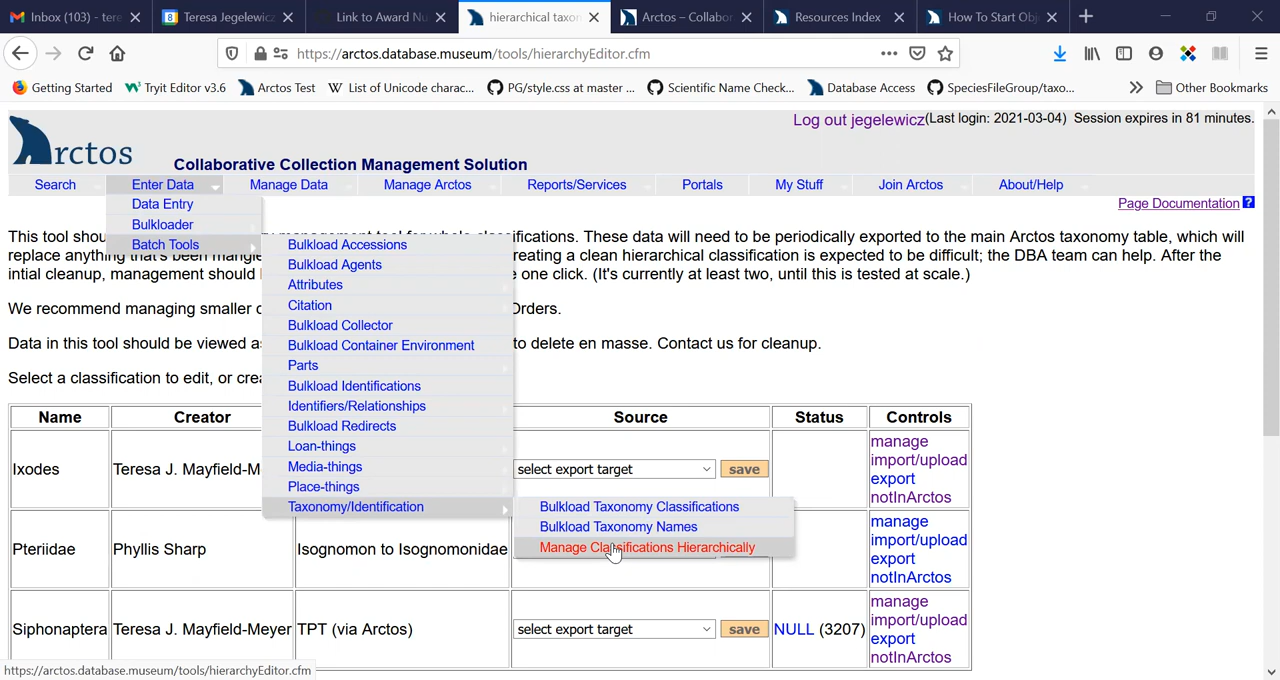 Inbox (103) - tere
Teresa Jegelewicz
Link to Award Nu
hierarchical taxon
Arctos – Collabor
Resources Index
How To Start Obj
https://arctos.database.museum/tools/hierarchyEditor.cfm
Getting Started
Tryit Editor v3.6
Arctos Test
List of Unicode charac...
PG/style.css at master ...
Scientific Name Check...
Database Access
SpeciesFileGroup/taxo...
Other Bookmarks
Log out jegelewicz(Last login: 2021-03-04) Session expires in 81 minutes.
rctos
Collaborative Collection Management Solution
Search
Enter Data
Manage Data
Manage Arctos
Reports/Services
Portals
My Stuff
Join Arctos
About/Help
Page Documentation ?
Data Entry
Bulkloader
Batch Tools
Bulkload Accessions
Bulkload Agents
Attributes
Citation
Bulkload Collector
Bulkload Container Environment
Parts
Bulkload Identifications
Identifiers/Relationships
Bulkload Redirects
Loan-things
Media-things
Place-things
Taxonomy/Identification
Bulkload Taxonomy Classifications
Bulkload Taxonomy Names
Manage Classifications Hierarchically
This tool shou management tool for whole classifications. These data will need to be periodically exported to the main Arctos taxonomy table, which will
replace anything that's been mangle reating a clean hierarchical classification is expected to be difficult; the DBA team can help. After the
intial cleanup, management should one click. (It's currently at least two, until this is tested at scale.)
We recommend managing smaller c Orders.
Data in this tool should be viewed a to delete en masse. Contact us for cleanup.
Select a classification to edit, or crea
Name Creator Source Status Controls
Ixodes Teresa J. Mayfield-M select export target save manage import/upload export notInArctos
Pteriidae Phyllis Sharp Isognomon to Isognomonidae manage import/upload export notInArctos
Siphonaptera Teresa J. Mayfield-Meyer TPT (via Arctos) select export target save NULL (3207) manage import/upload export notInArctos
https://arctos.database.museum/tools/hierarchyEditor.cfm